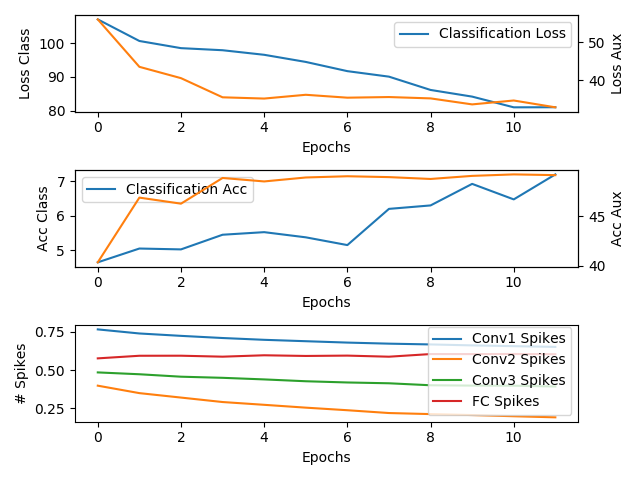 Classification Loss
Loss Class
Loss Aux
100
90
80
50
40
0 2 4 6 8 10
Epochs
Classification Acc
Acc Class
Acc Aux
7
6
5
45
40
0 2 4 6 8 10
Epochs
Conv1 Spikes
Conv2 Spikes
Conv3 Spikes
FC Spikes
# Spikes
0.75
0.50
0.25
0 2 4 6 8 10
Epochs